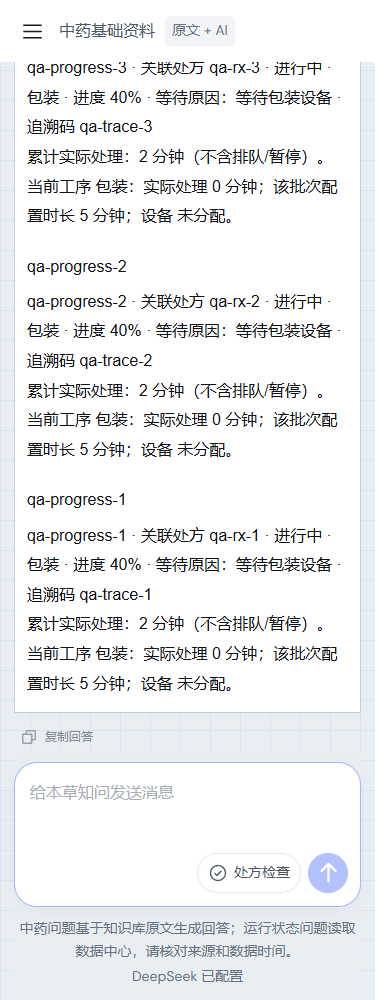 中药基础资料 原文 + AI
qa-progress-3 · 关联处方 qa-rx-3 · 进行中 ·
包装 · 进度 40% · 等待原因：等待包装设备 ·
追溯码 qa-trace-3
累计实际处理：2 分钟（不含排队/暂停）。
当前工序 包装：实际处理 0 分钟；该批次配
置时长 5 分钟；设备 未分配。
qa-progress-2
qa-progress-2 · 关联处方 qa-rx-2 · 进行中 ·
包装 · 进度 40% · 等待原因：等待包装设备 ·
追溯码 qa-trace-2
累计实际处理：2 分钟（不含排队/暂停）。
当前工序 包装：实际处理 0 分钟；该批次配
置时长 5 分钟；设备 未分配。
qa-progress-1
qa-progress-1 · 关联处方 qa-rx-1 · 进行中 ·
包装 · 进度 40% · 等待原因：等待包装设备 ·
追溯码 qa-trace-1
累计实际处理：2 分钟（不含排队/暂停）。
当前工序 包装：实际处理 0 分钟；该批次配
置时长 5 分钟；设备 未分配。
复制回答
给本草知问发送消息
处方检查
中药问题基于知识库原文生成回答；运行状态问题读取
数据中心，请核对来源和数据时间。
DeepSeek 已配置